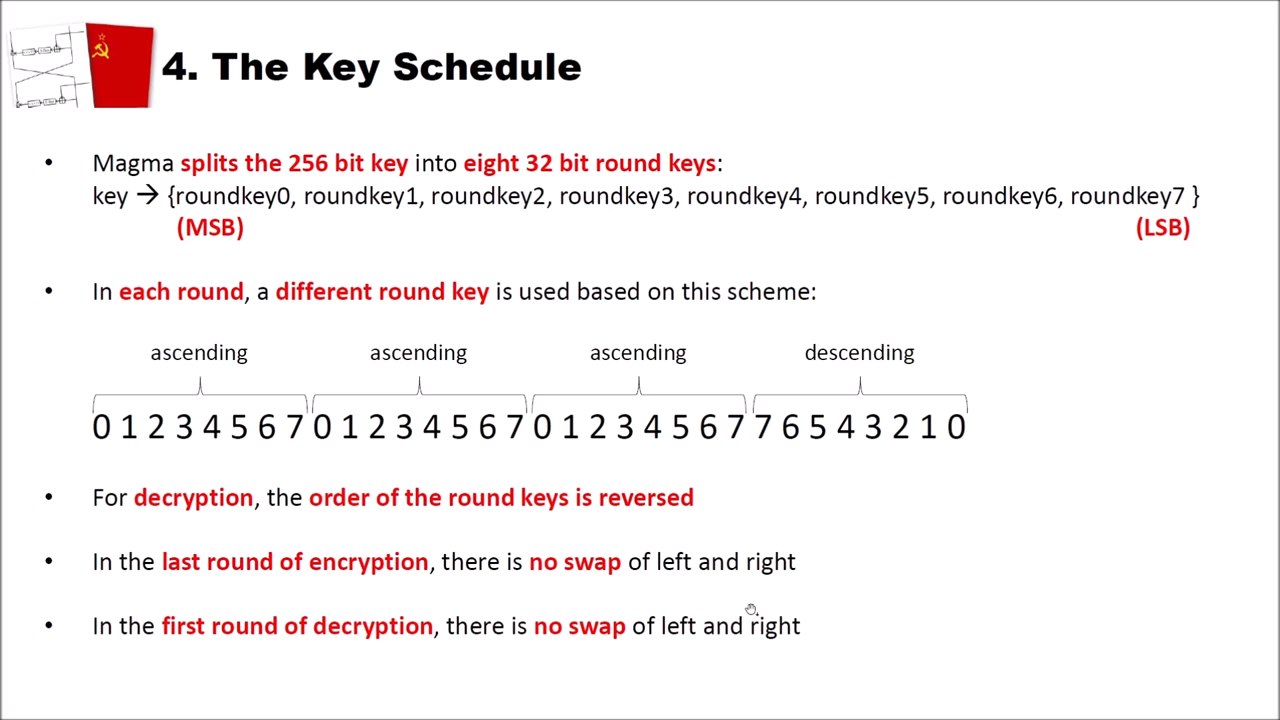 4. The Key Schedule
• Magma splits the 256 bit key into eight 32 bit round keys:
key → {roundkey0, roundkey1, roundkey2, roundkey3, roundkey4, roundkey5, roundkey6, roundkey7 }
(MSB) (LSB)
• In each round, a different round key is used based on this scheme:
ascending ascending ascending descending
0 1 2 3 4 5 6 7 0 1 2 3 4 5 6 7 0 1 2 3 4 5 6 7 7 6 5 4 3 2 1 0
• For decryption, the order of the round keys is reversed
• In the last round of encryption, there is no swap of left and right
• In the first round of decryption, there is no swap of left and right